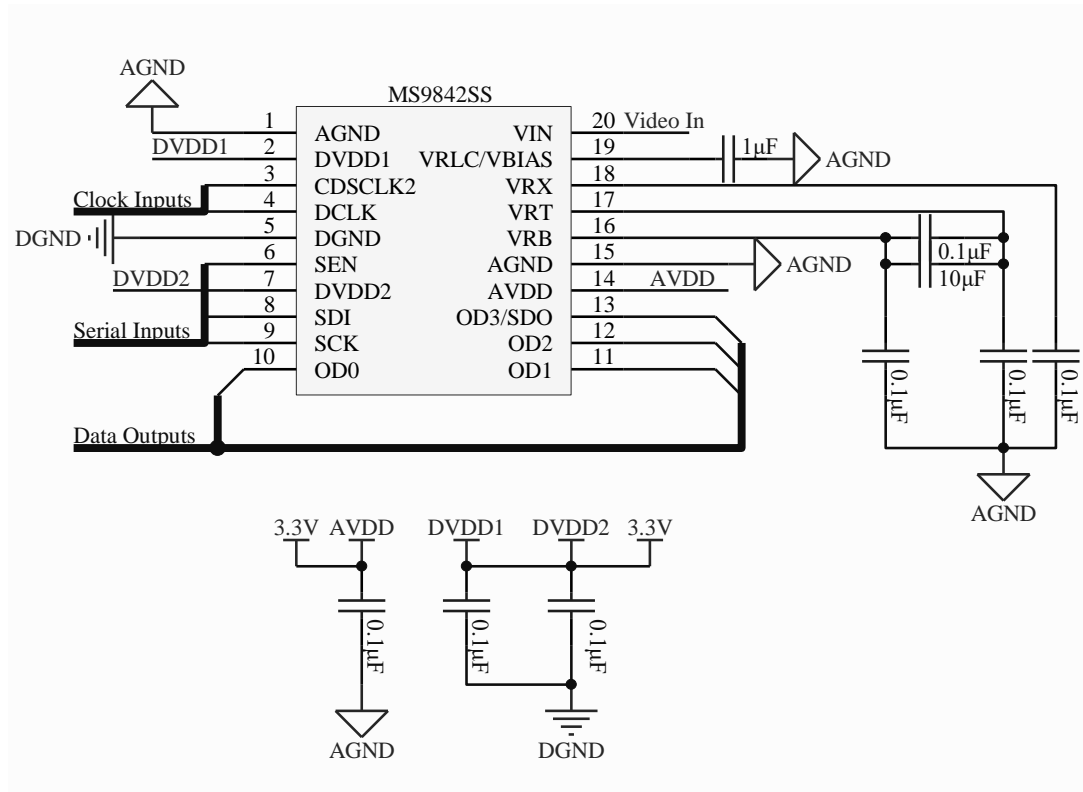 AGND
MS9842SS
1 AGND VIN 20 Video In
DVDD1 2 DVDD1 VRLC/VBIAS 19 1μF AGND
3 CDSCLK2 VRX 18
Clock Inputs 4 DCLK VRT 17
DGND 5 DGND VRB 16 0.1μF
6 SEN AGND 15 AGND 10μF
DVDD2 7 DVDD2 AVDD 14 AVDD
8 SDI OD3/SDO 13
Serial Inputs 9 SCK OD2 12
10 OD0 OD1 11
0.1μF 0.1μF 0.1μF
Data Outputs
AGND
3.3V AVDD DVDD1 DVDD2 3.3V
0.1μF 0.1μF 0.1μF
AGND DGND